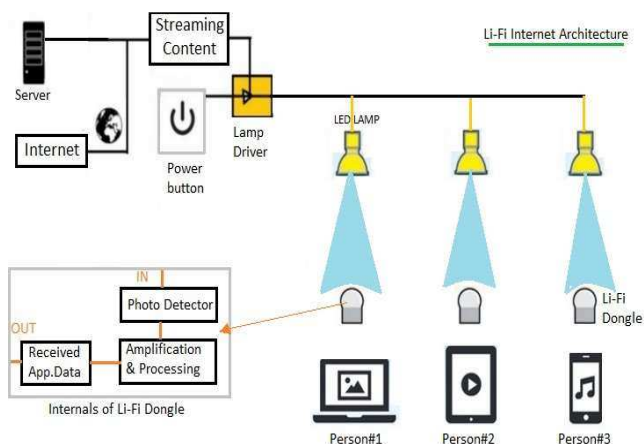 Li-Fi Internet Architecture
Streaming
Content
Server
Internet
Power
button
Lamp
Driver
LED LAMP
Li-Fi
Dongle
IN
Photo Detector
OUT
Received
App.Data
Amplification
& Processing
Internals of Li-Fi Dongle
Person#1
Person#2
Person#3